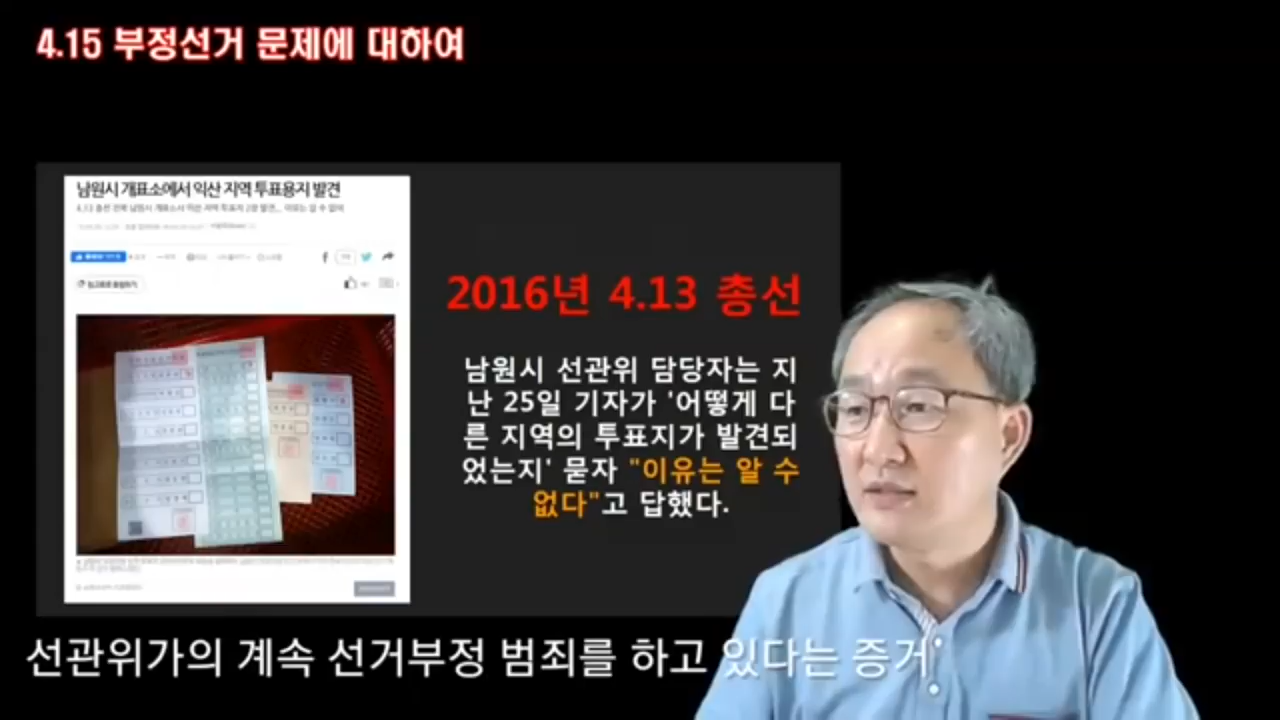 4.15 부정선거 문제에 대하여
남원시 개표소에서 익산 지역 투표용지 발견
2016년 4.13 총선
남원시 선관위 담당자는 지
난 25일 기자가 '어떻게 다
른 지역의 투표지가 발견되
었는지' 묻자 "이유는 알 수
없다"고 답했다.
선관위가의 계속 선거부정 범죄를 하고 있다는 증거